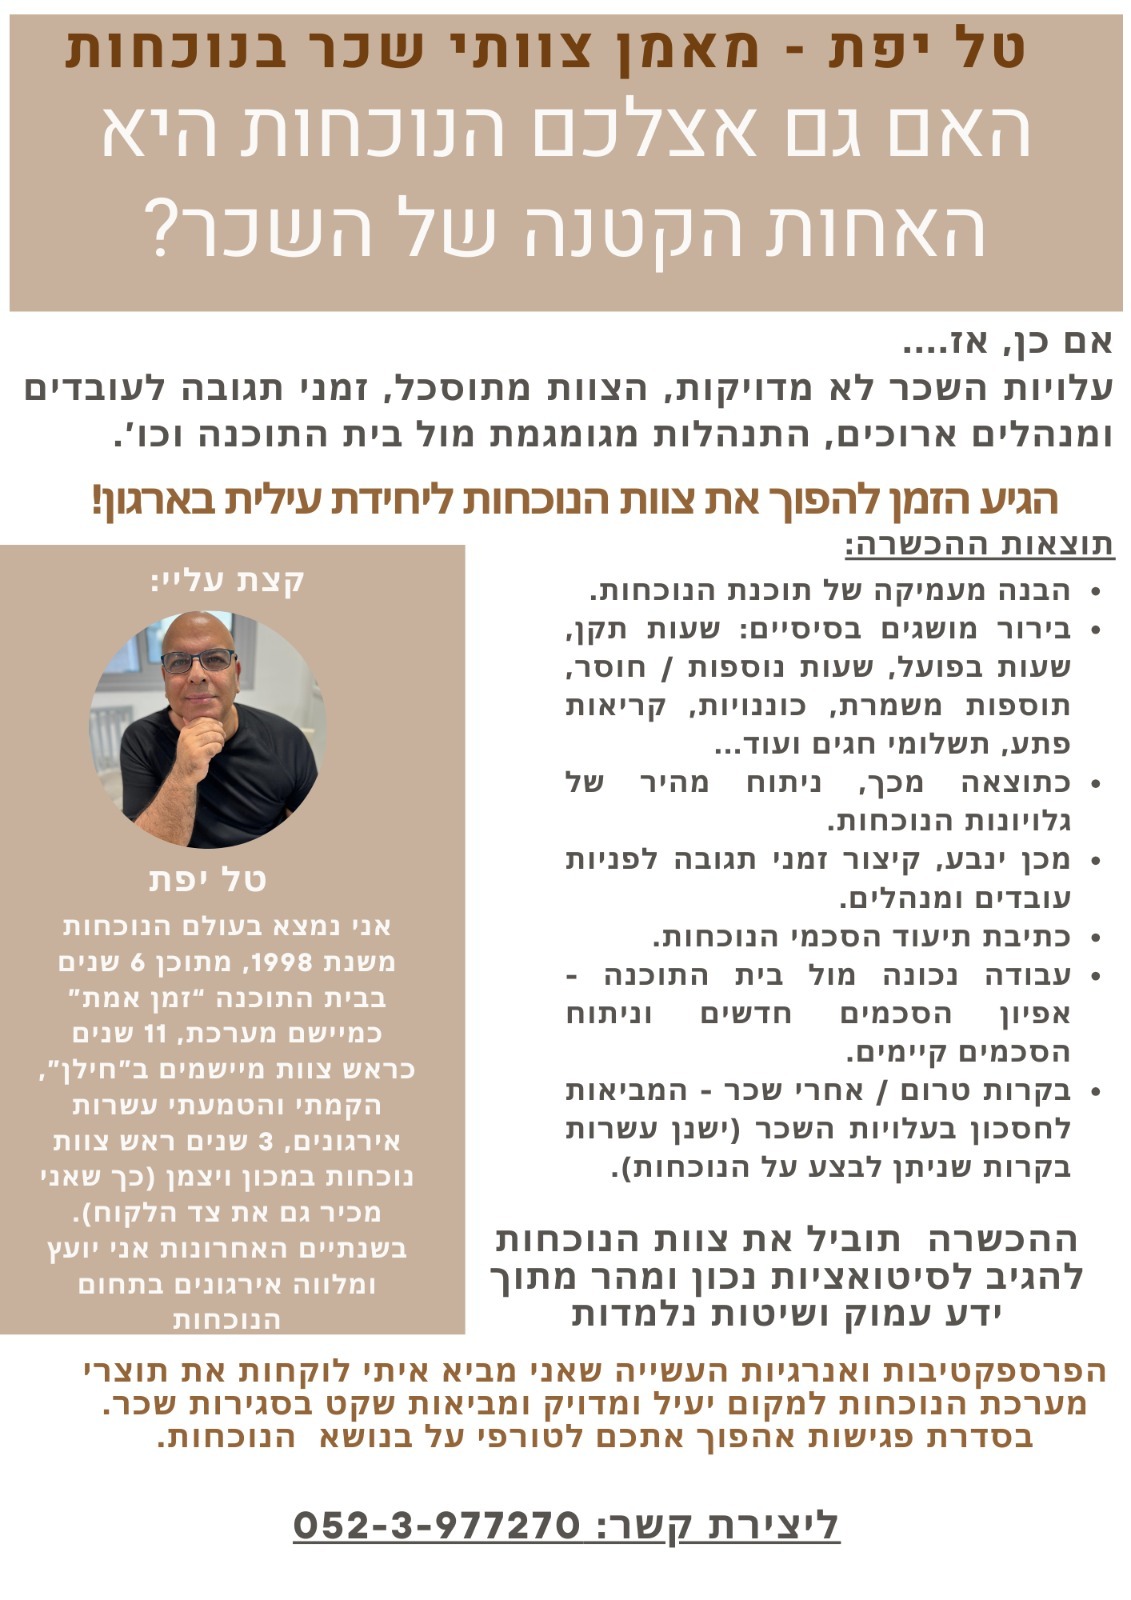 טל יפת - מאמן צוותי שכר בנוכחות
האם גם אצלכם הנוכחות היא
האחות הקטנה של השכר?
אם כן, אז....
עלויות השכר לא מדויקות, הצוות מתוסכל, זמני תגובה לעובדים
ומנהלים ארוכים, התנהלות מגומגמת מול בית התוכנה וכו'.
הגיע הזמן להפוך את צוות הנוכחות ליחידת עילית בארגון!
תוצאות ההכשרה:
• הבנה מעמיקה של תוכנת הנוכחות.
• בירור מושגים בסיסיים: שעות תקן,
שעות בפועל, שעות נוספות / חוסר,
תוספות משמרת, כוננויות, קריאות
פתע, תשלומי חגים ועוד...
• כתוצאה מכך, ניתוח מהיר של
גלויונות הנוכחות.
• מכן ינבע, קיצור זמני תגובה לפניות
עובדים ומנהלים.
• כתיבת תיעוד הסכמי הנוכחות.
• עבודה נכונה מול בית התוכנה -
אפיון הסכמים חדשים וניתוח
הסכמים קיימים.
• בקרות טרום / אחרי שכר - המביאות
לחסכון בעלויות השכר (ישנן עשרות
בקרות שניתן לבצע על הנוכחות).
ההכשרה תוביל את צוות הנוכחות
להגיב לסיטואציות נכון ומהר מתוך
ידע עמוק ושיטות נלמדות
קצת עליי:
טל יפת
אני נמצא בעולם הנוכחות
משנת 1998, מתוכן 6 שנים
בבית התוכנה "זמן אמת"
כמיישם מערכת, 11 שנים
כראש צוות מיישמים ב"חילן",
הקמתי והטמעתי עשרות
אירגונים, 3 שנים ראש צוות
נוכחות במכון ויצמן (כך שאני
מכיר גם את צד הלקוח).
בשנתיים האחרונות אני יועץ
ומלווה אירגונים בתחום
הנוכחות
הפרספקטיבות ואנרגיות העשייה שאני מביא איתי לוקחות את תוצרי
מערכת הנוכחות למקום יעיל ומדויק ומביאות שקט בסגירות שכר.
בסדרת פגישות אהפוך אתכם לטורפי על בנושא הנוכחות.
ליצירת קשר: 052-3-977270